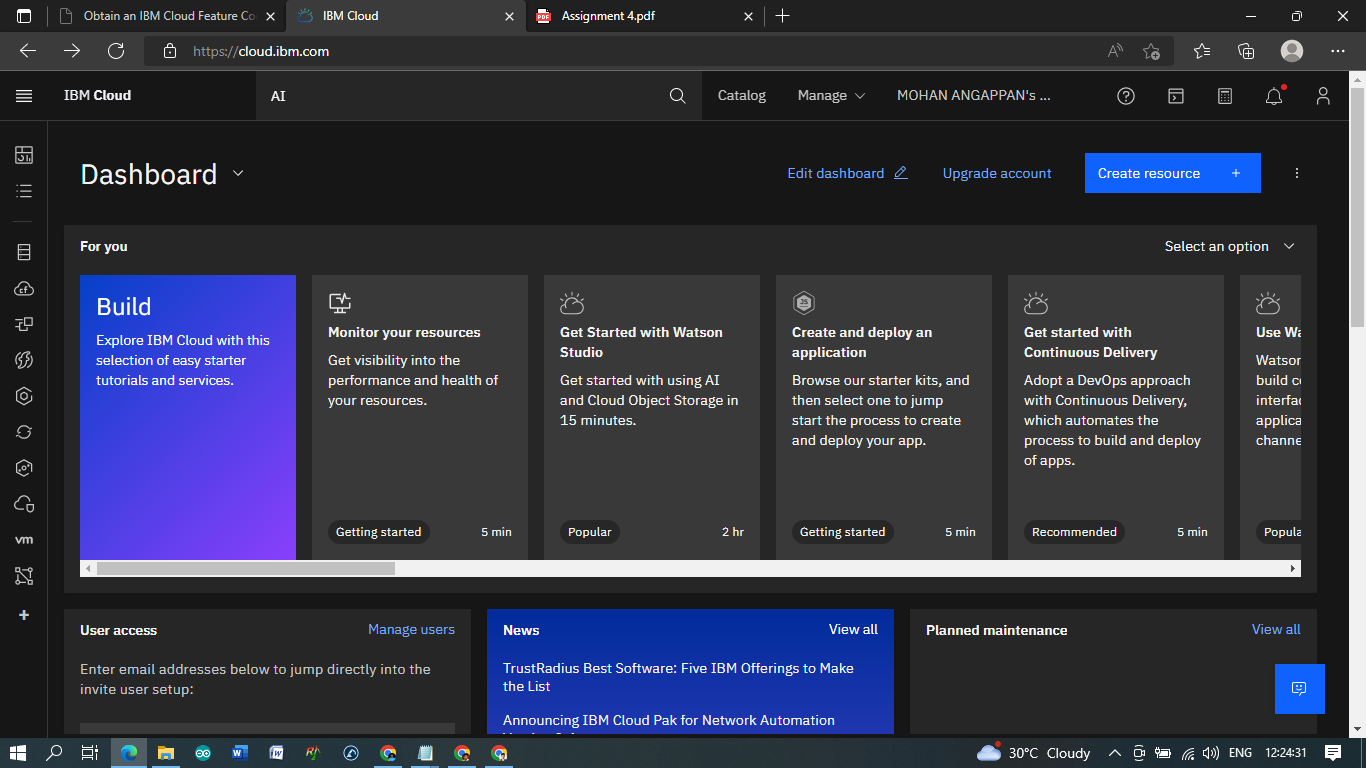 Obtain an IBM Cloud Feature Co
IBM Cloud
Assignment 4.pdf
https://cloud.ibm.com
IBM Cloud
AI
Catalog
Manage
MOHAN ANGAPPAN's ...
Dashboard
Edit dashboard
Upgrade account
Create resource +
For you
Select an option
Build
Explore IBM Cloud with this
selection of easy starter
tutorials and services.
Monitor your resources
Get visibility into the
performance and health of
your resources.
Getting started 5 min
Get Started with Watson
Studio
Get started with using AI
and Cloud Object Storage in
15 minutes.
Popular 2 hr
Create and deploy an
application
Browse our starter kits, and
then select one to jump
start the process to create
and deploy your app.
Getting started 5 min
Get started with
Continuous Delivery
Adopt a DevOps approach
with Continuous Delivery,
which automates the
process to build and deploy
of apps.
Recommended 5 min
Use Wa
Watson
build co
interfac
applica
channe
Popula
vm
User access
Manage users
Enter email addresses below to jump directly into the
invite user setup:
News
View all
TrustRadius Best Software: Five IBM Offerings to Make
the List
Announcing IBM Cloud Pak for Network Automation
Planned maintenance
View all
30°C Cloudy
ENG
12:24:31